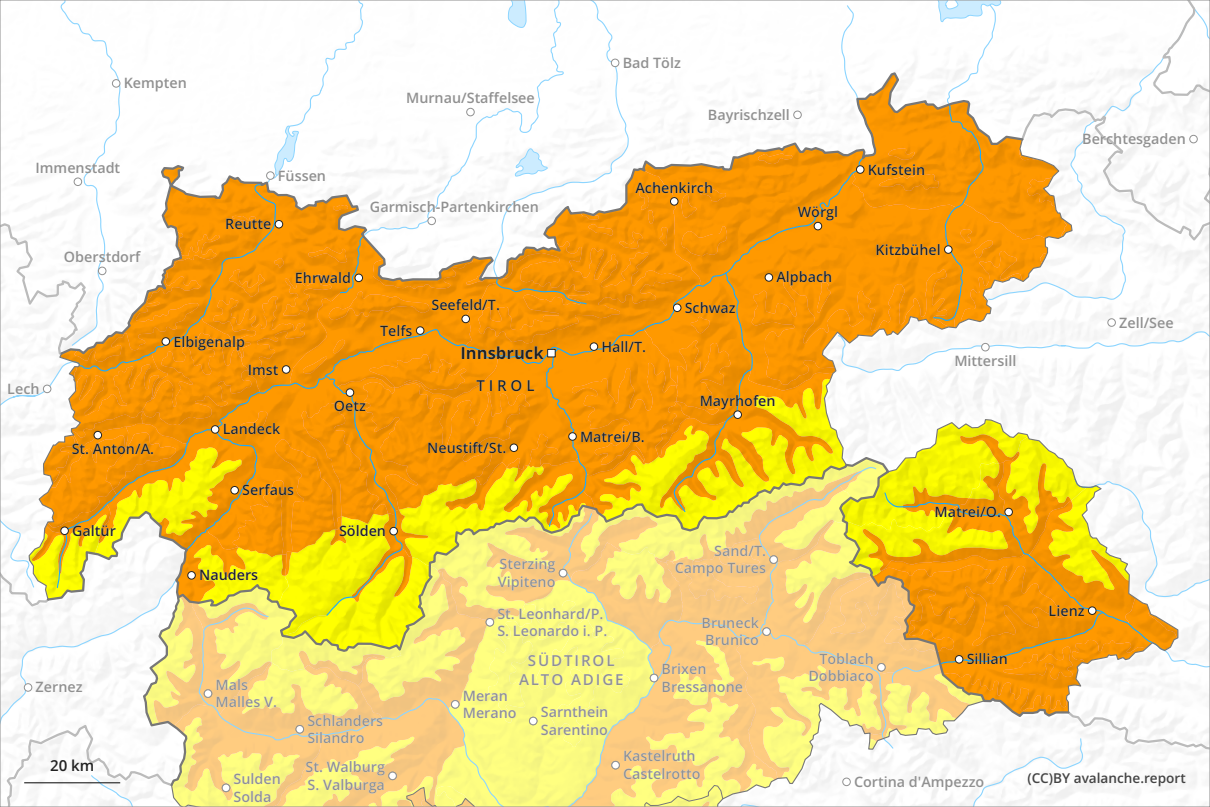 Kempten
Bad Tölz
Murnau/Staffelsee
Bayrischzell
Berchtesgaden
Immenstadt
Füssen
Kufstein
Achenkirch
Garmisch-Partenkirchen
Wörgl
Reutte
Kitzbühel
Oberstdorf
Ehrwald
Alpbach
Seefeld/T.
Schwaz
Telfs
Zell/See
Elbigenalp
Innsbruck
Hall/T.
Mittersill
Imst
TIROL
Lech
Oetz
Mayrhofen
Landeck
Matrei/B.
St. Anton/A.
Neustift/St.
Serfaus
Matrei/O.
Galtür
Sölden
Sand/T.
Campo Tures
Sterzing
Vipiteno
Nauders
Lienz
St. Leonhard/P.
S. Leonardo i. P.
Bruneck
Brunico
SÜDTIROL
ALTO ADIGE
Toblach
Dobbiaco
Sillian
Brixen
Bressanone
Zernez
Mals
Malles V.
Meran
Merano
Sarnthein
Sarentino
Schlanders
Silandro
Kastelruth
Castelrotto
St. Walburg
S. Valburga
20 km
Sulden
Solda
Cortina d'Ampezzo
(CC)BY avalanche.report